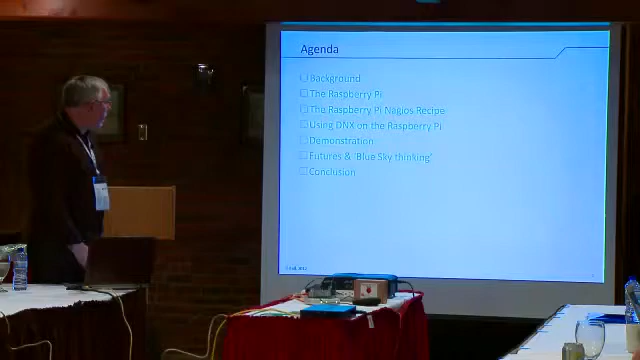 Agenda
Background
The Raspberry Pi
The Raspberry Pi Nagios Recipe
Using DNX on the Raspberry Pi
Demonstration
Futures & 'Blue Sky thinking'
Conclusion